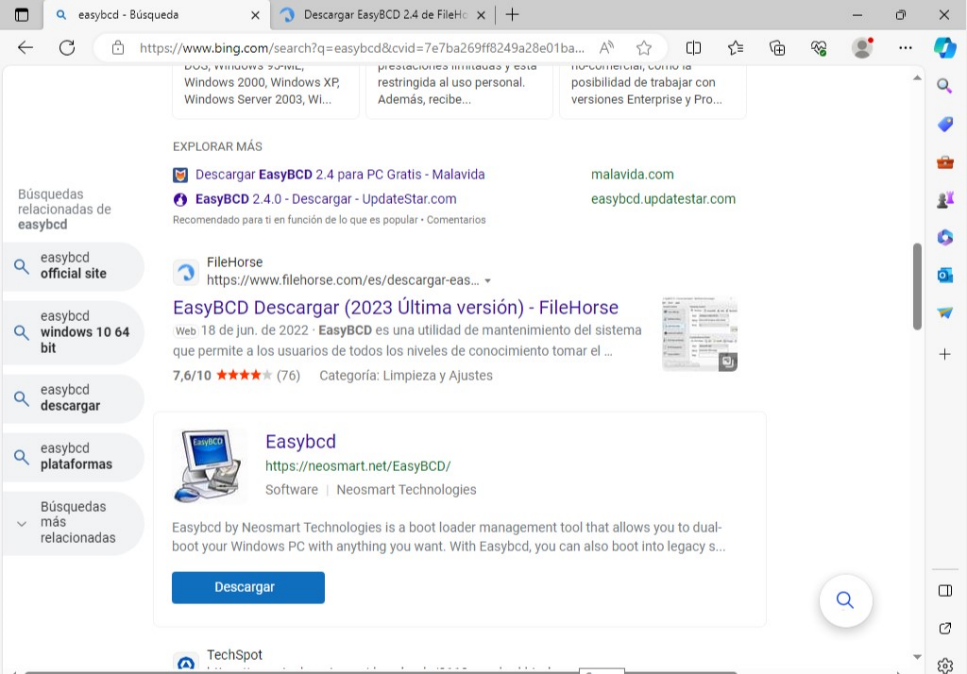 easybcd - Búsqueda
Descargar EasyBCD 2.4 de FileHo
https://www.bing.com/search?q=easybcd&cvid=7e7ba269ff8249a28e01ba...
DOS, Windows 95-ME,
Windows 2000, Windows XP,
Windows Server 2003, Wi...
prestaciones limitadas y está
restringida al uso personal.
Además, recibe...
no-comercial, como la
posibilidad de trabajar con
versiones Enterprise y Pro...
EXPLORAR MÁS
Descargar EasyBCD 2.4 para PC Gratis - Malavida
malavida.com
EasyBCD 2.4.0 - Descargar - UpdateStar.com
easybcd.updatestar.com
Recomendado para ti en función de lo que es popular • Comentarios
Búsquedas
relacionadas de
easybcd
easybcd
official site
easybcd
windows 10 64
bit
easybcd
descargar
easybcd
plataformas
Búsquedas
más
relacionadas
FileHorse
https://www.filehorse.com/es/descargar-eas...
EasyBCD Descargar (2023 Última versión) - FileHorse
Web 18 de jun. de 2022 · EasyBCD es una utilidad de mantenimiento del sistema
que permite a los usuarios de todos los niveles de conocimiento tomar el ...
7,6/10 (76) Categoría: Limpieza y Ajustes
EasyBCD
Easybcd
https://neosmart.net/EasyBCD/
Software | Neosmart Technologies
Easybcd by Neosmart Technologies is a boot loader management tool that allows you to dual-
boot your Windows PC with anything you want. With Easybcd, you can also boot into legacy s...
Descargar
TechSpot